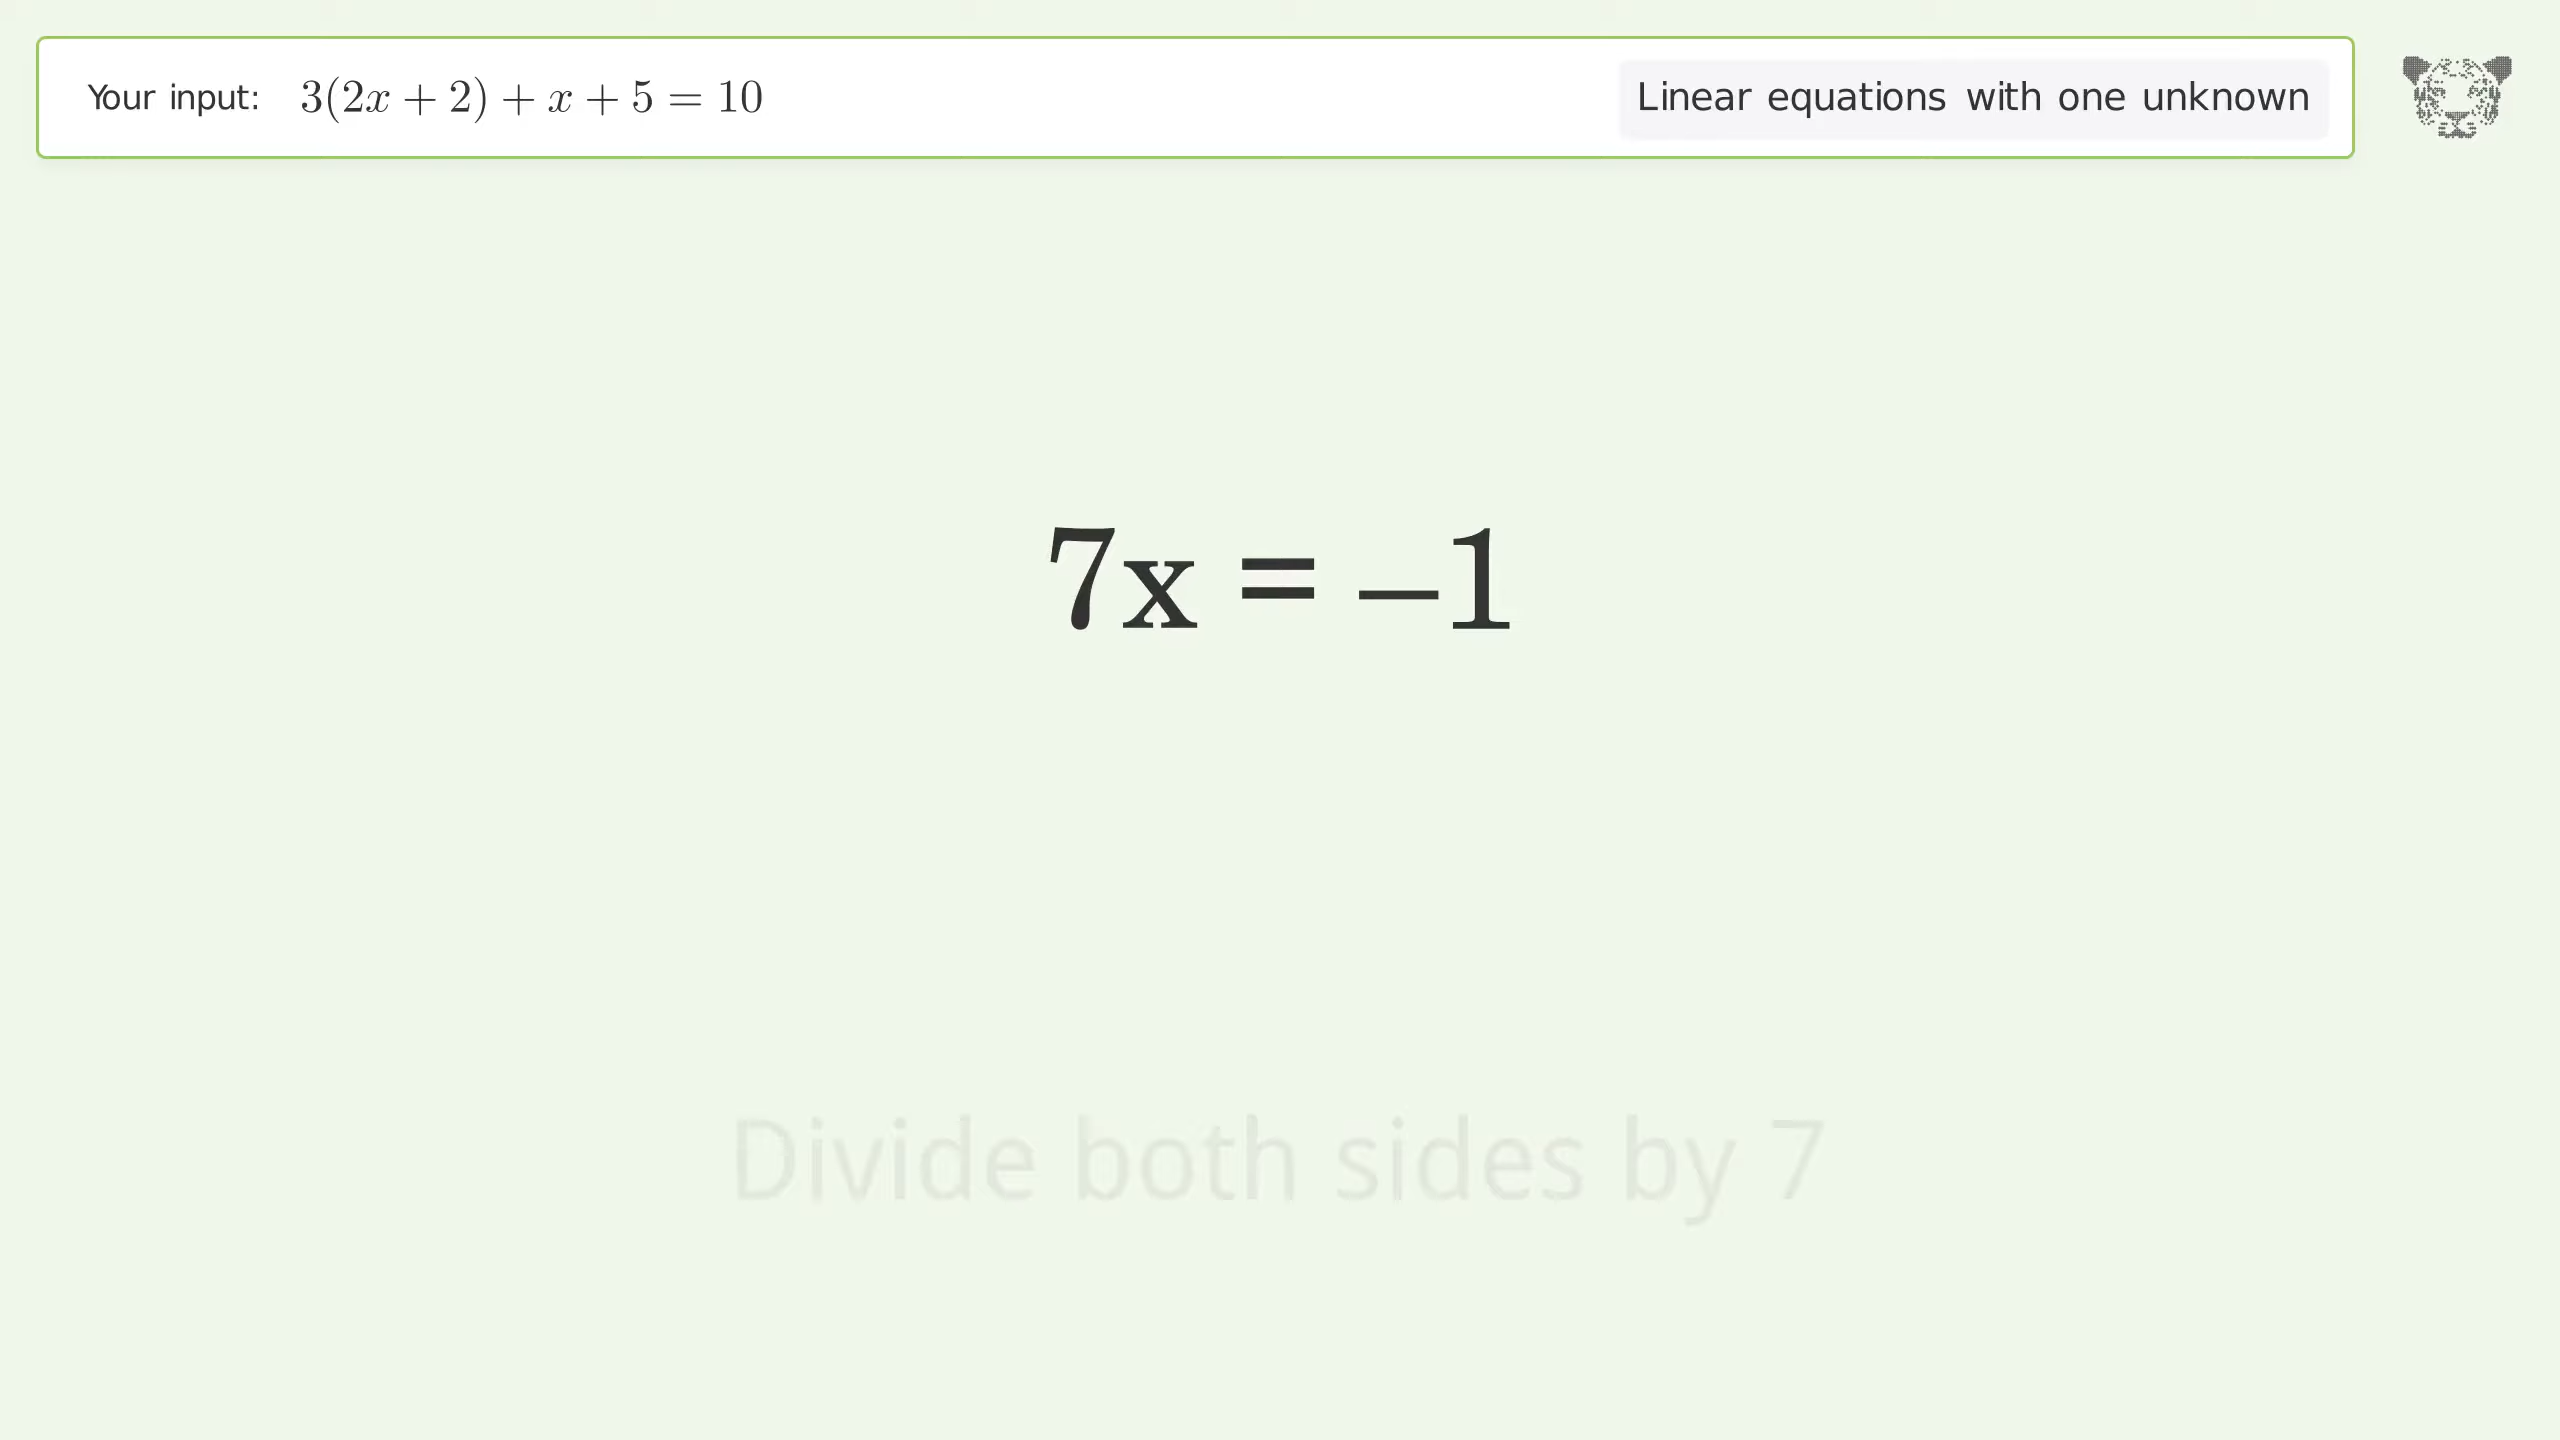 Your input: 3(2x + 2) + x + 5 = 10
Linear equations with one unknown
7x = –1
Divide both sides by 7